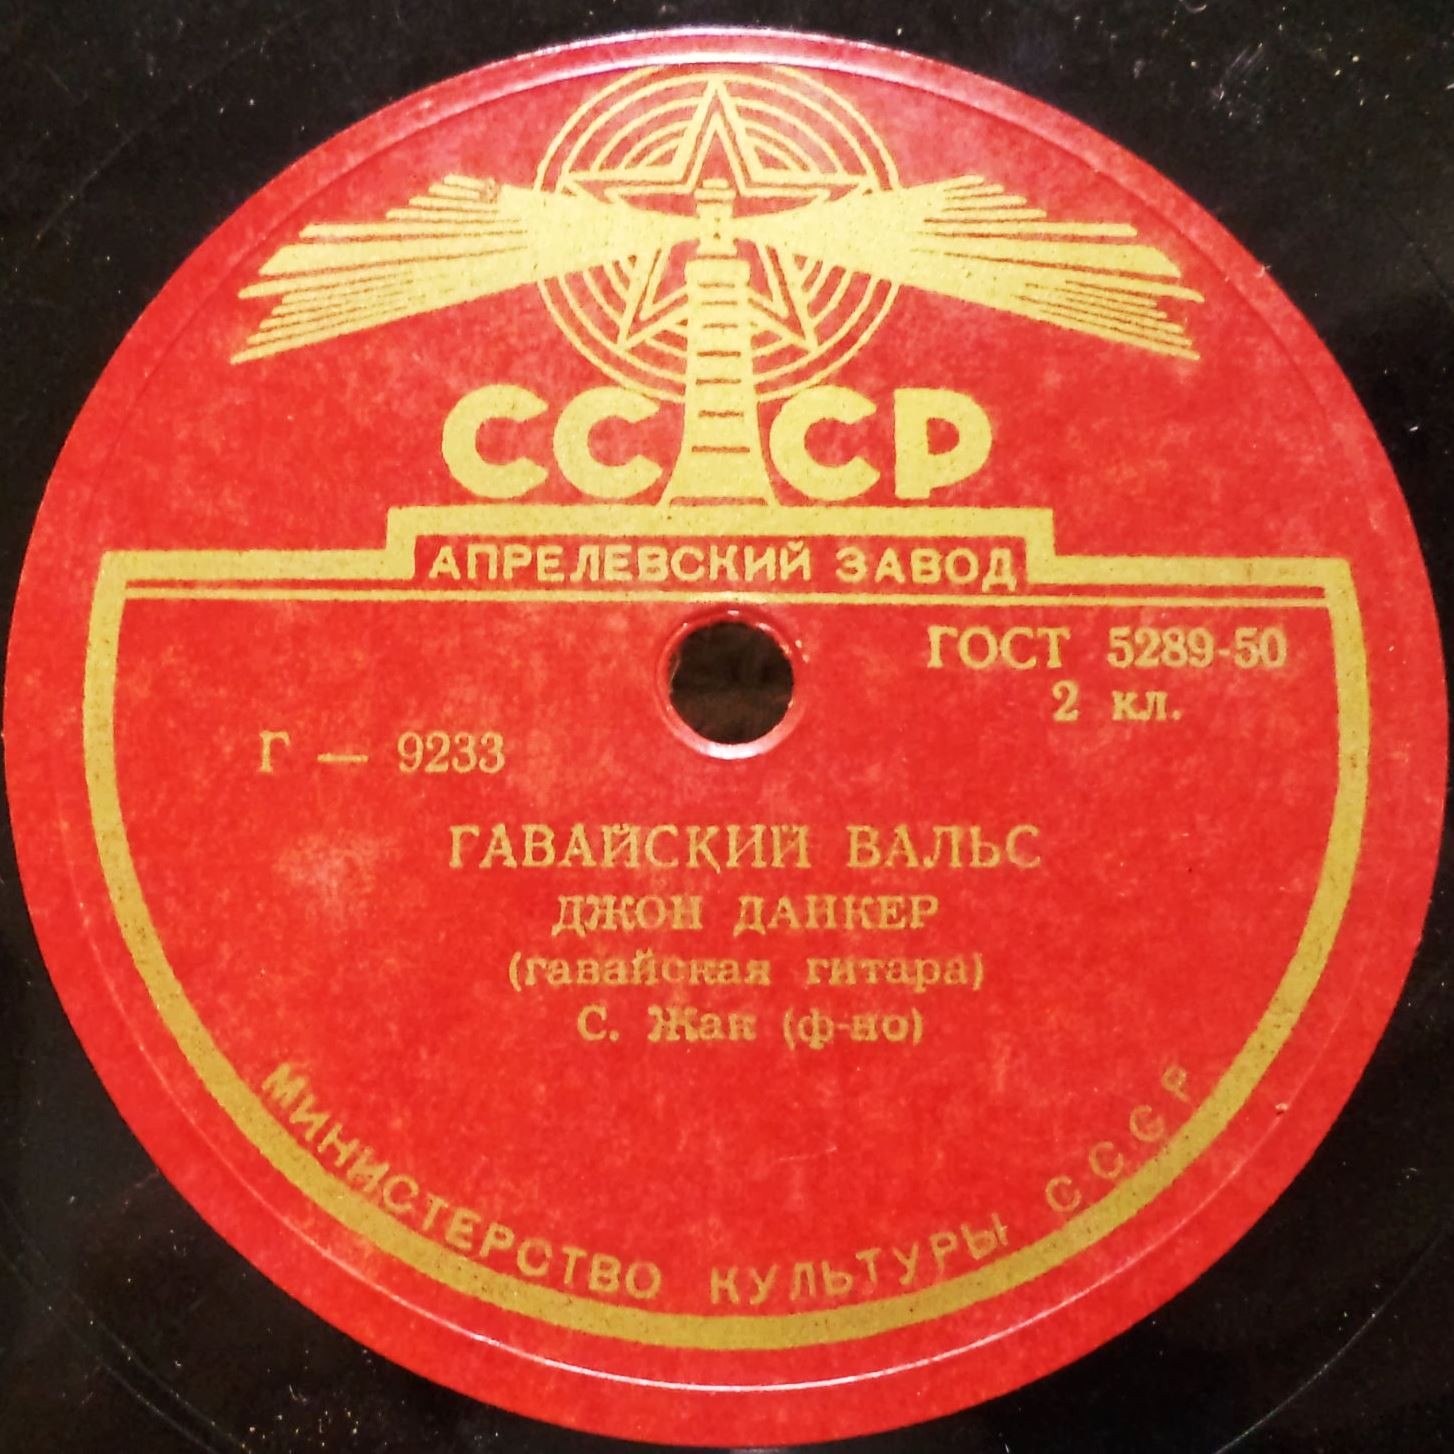 СССР
АПРЕЛЕВСКИЙ ЗАВОД
ГОСТ 5289-50
2 кл.
Г — 9233
ГАВАЙСКИЙ ВАЛЬС
ДЖОН ДАНКЕР
(гавайская гитара)
С. Жак (ф-но)
МИНИСТЕРСТВО КУЛЬТУРЫ СССР